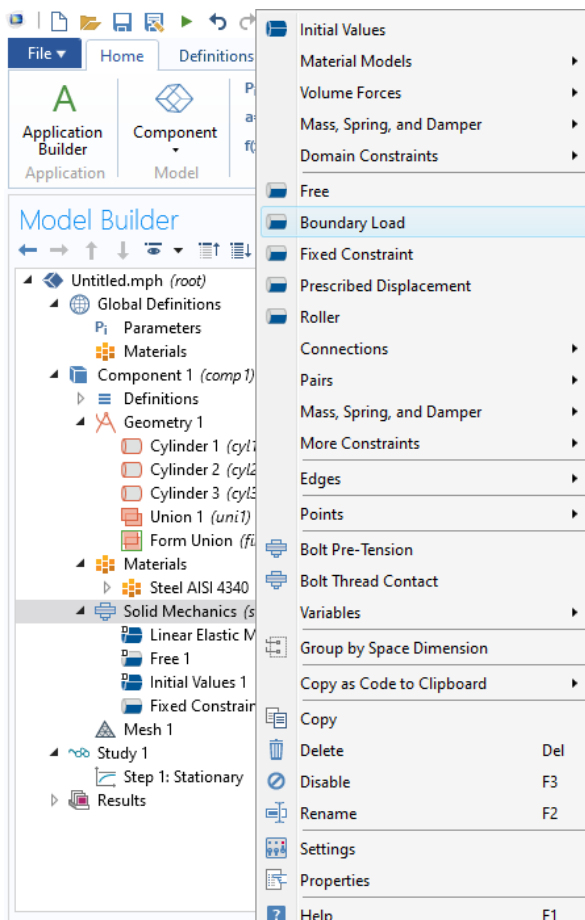 File
Home
Definitions
A
Application
Builder
Component
Pi
a=
f(x
Application
Model
Model Builder
Untitled.mph (root)
Global Definitions
Pi Parameters
Materials
Component 1 (comp1)
Definitions
Geometry 1
Cylinder 1 (cyl1
Cylinder 2 (cyl2
Cylinder 3 (cyl3
Union 1 (uni1)
Form Union (fi
Materials
Steel AISI 4340
Solid Mechanics (s
Linear Elastic M
Free 1
Initial Values 1
Fixed Constrain
Mesh 1
Study 1
Step 1: Stationary
Results
Initial Values
Material Models
Volume Forces
Mass, Spring, and Damper
Domain Constraints
Free
Boundary Load
Fixed Constraint
Prescribed Displacement
Roller
Connections
Pairs
Mass, Spring, and Damper
More Constraints
Edges
Points
Bolt Pre-Tension
Bolt Thread Contact
Variables
Group by Space Dimension
Copy as Code to Clipboard
Copy
Delete Del
Disable F3
Rename F2
Settings
Properties
Help F1